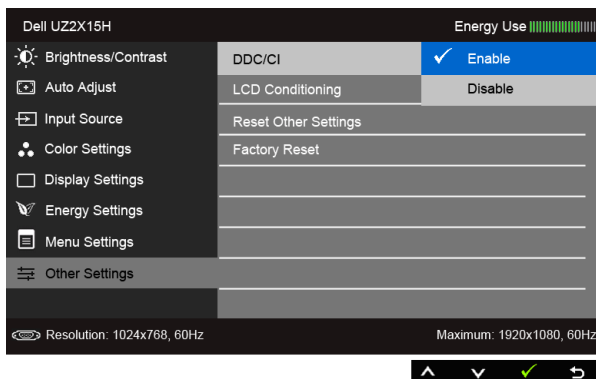 Dell UZ2X15H Energy Use
Brightness/Contrast DDC/CI Enable
Auto Adjust LCD Conditioning Disable
Input Source Reset Other Settings
Color Settings Factory Reset
Display Settings
Energy Settings
Menu Settings
Other Settings
Resolution: 1024x768, 60Hz Maximum: 1920x1080, 60Hz